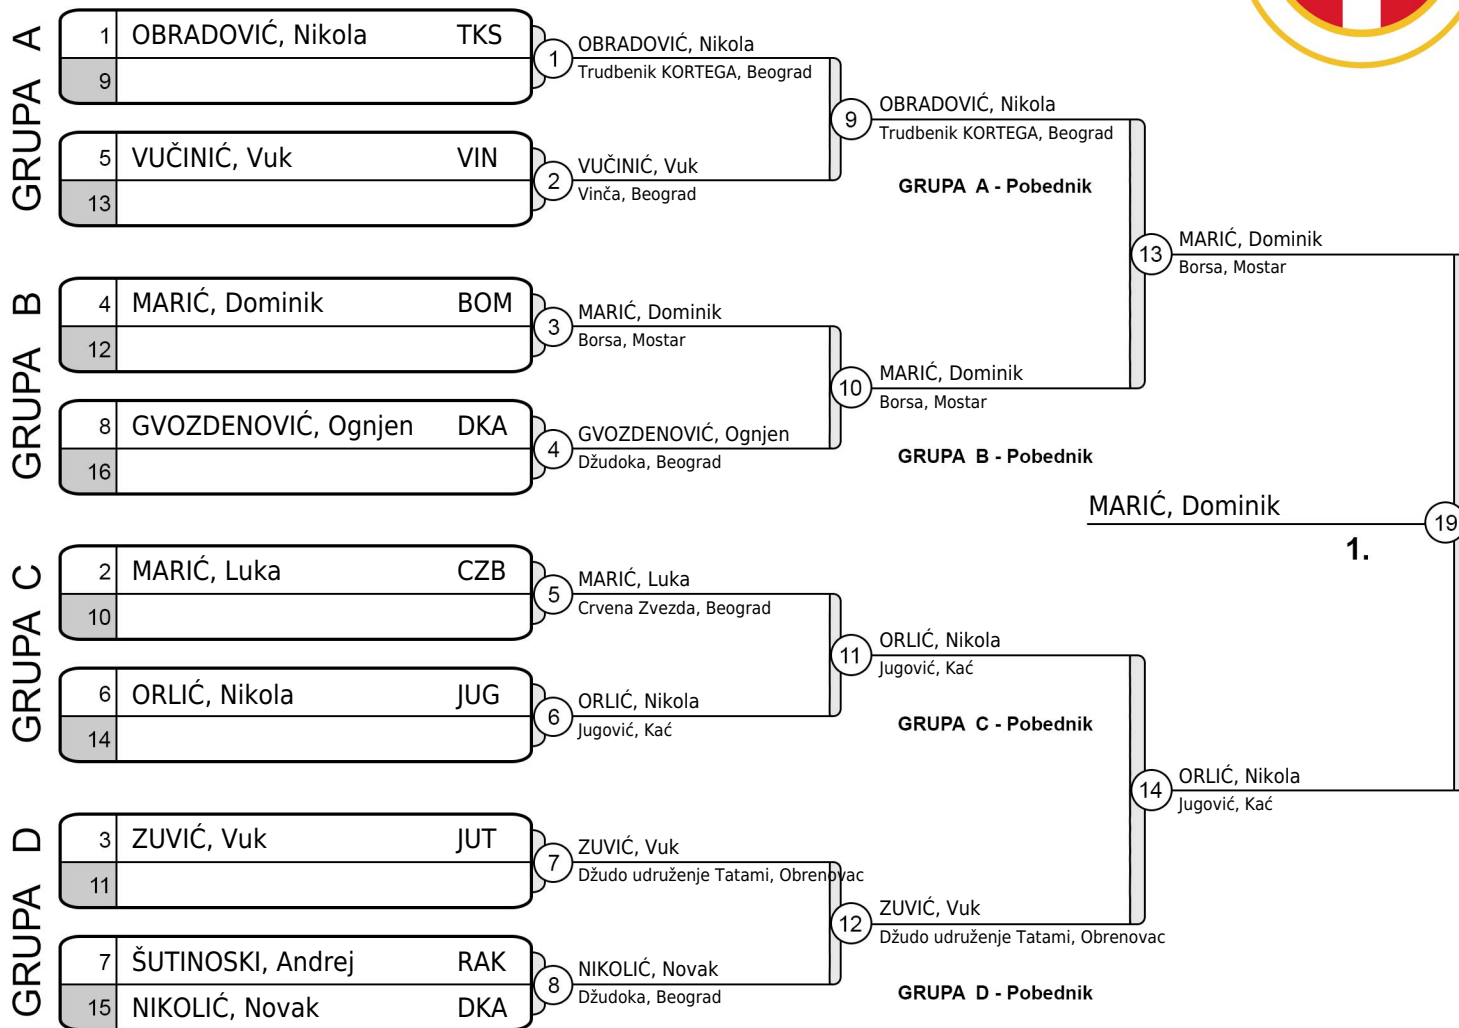 GRUPA A
1 OBRADOVIĆ, Nikola TKS
9
5 VUČINIĆ, Vuk VIN
13
1
OBRADOVIĆ, Nikola
Trudbenik KORTEGA, Beograd
2
VUČINIĆ, Vuk
Vinča, Beograd
9
OBRADOVIĆ, Nikola
Trudbenik KORTEGA, Beograd
GRUPA A - Pobednik
GRUPA B
4 MARIĆ, Dominik BOM
12
8 GVOZDENOVIĆ, Ognjen DKA
16
3
MARIĆ, Dominik
Borsa, Mostar
4
GVOZDENOVIĆ, Ognjen
Džudoka, Beograd
10
MARIĆ, Dominik
Borsa, Mostar
GRUPA B - Pobednik
13
MARIĆ, Dominik
Borsa, Mostar
MARIĆ, Dominik
19
1.
GRUPA C
2 MARIĆ, Luka CZB
10
6 ORLIĆ, Nikola JUG
14
5
MARIĆ, Luka
Crvena Zvezda, Beograd
6
ORLIĆ, Nikola
Jugović, Kać
11
ORLIĆ, Nikola
Jugović, Kać
GRUPA C - Pobednik
14
ORLIĆ, Nikola
Jugović, Kać
GRUPA D
3 ZUVIĆ, Vuk JUT
11
7 ŠUTINOSKI, Andrej RAK
15 NIKOLIĆ, Novak DKA
7
ZUVIĆ, Vuk
Džudo udruženje Tatami, Obrenovac
8
NIKOLIĆ, Novak
Džudoka, Beograd
12
ZUVIĆ, Vuk
Džudo udruženje Tatami, Obrenovac
GRUPA D - Pobednik